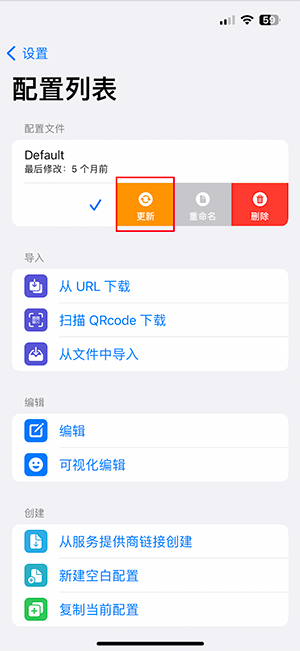 59
设置
配置列表
配置文件
Default
最后修改：5 个月前
更新
重命名
删除
导入
从 URL 下载
扫描 QRcode 下载
从文件中导入
编辑
编辑
可视化编辑
创建
从服务提供商链接创建
新建空白配置
复制当前配置